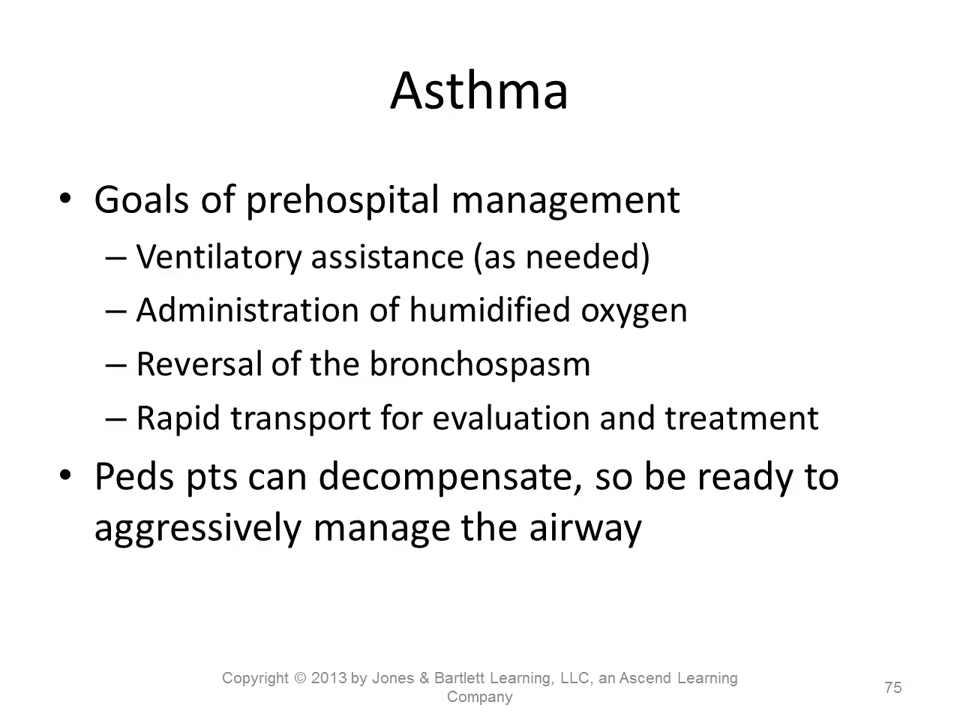 Asthma
• Goals of prehospital management
– Ventilatory assistance (as needed)
– Administration of humidified oxygen
– Reversal of the bronchospasm
– Rapid transport for evaluation and treatment
• Peds pts can decompensate, so be ready to
aggressively manage the airway
Copyright © 2013 by Jones & Bartlett Learning, LLC, an Ascend Learning
Company
75